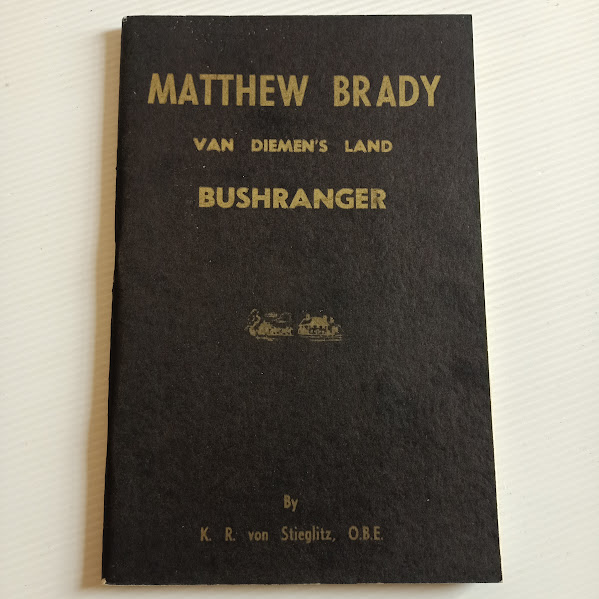 MATTHEW BRADY
VAN DIEMEN'S LAND
BUSHRANGER
By
K. R. von Stieglitz, O.B.E.